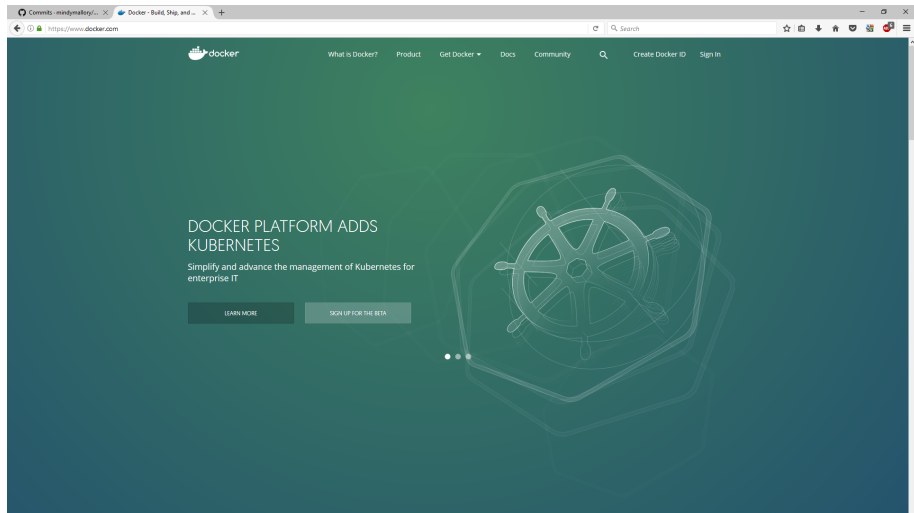 Commits · mindymallory/...
Docker - Build, Ship, and ...
https://www.docker.com
Search
docker
What is Docker?
Product
Get Docker
Docs
Community
Create Docker ID
Sign In
DOCKER PLATFORM ADDS
KUBERNETES
Simplify and advance the management of Kubernetes for
enterprise IT
LEARN MORE
SIGN UP FOR THE BETA